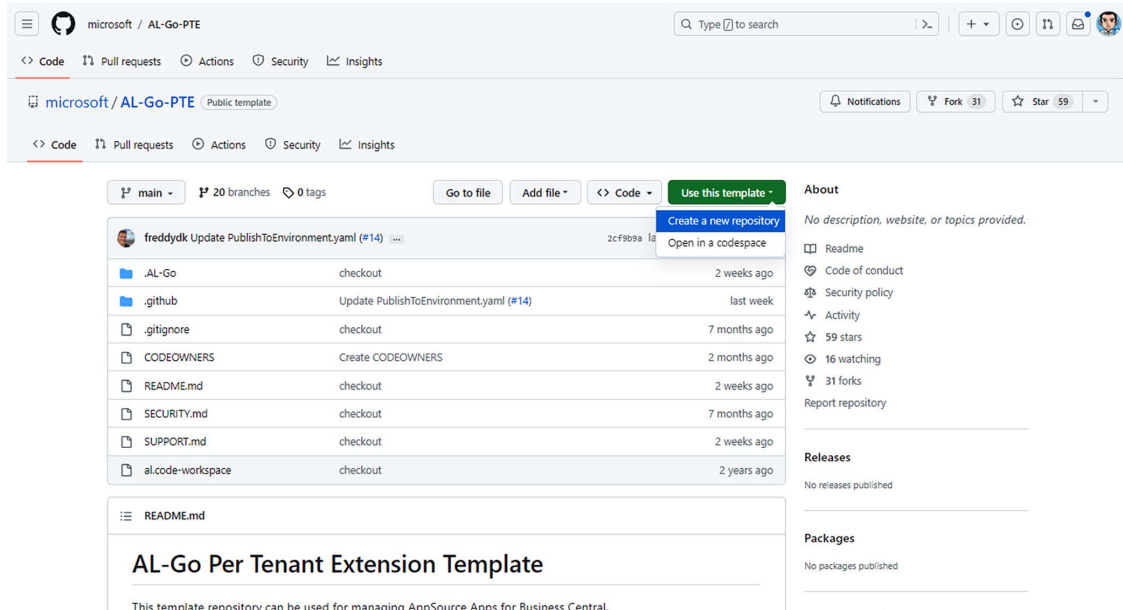 microsoft / AL-Go-PTE
Type / to search
Code Pull requests Actions Security Insights
microsoft / AL-Go-PTE Public template
Notifications Fork 31 Star 59
Code Pull requests Actions Security Insights
main 20 branches 0 tags Go to file Add file Code Use this template
Create a new repository
Open in a codespace
freddydk Update PublishToEnvironment.yaml (#14) ... 2cf9b9a la
.AL-Go checkout 2 weeks ago
.github Update PublishToEnvironment.yaml (#14) last week
.gitignore checkout 7 months ago
CODEOWNERS Create CODEOWNERS 2 months ago
README.md checkout 2 weeks ago
SECURITY.md checkout 7 months ago
SUPPORT.md checkout 2 weeks ago
al.code-workspace checkout 2 years ago
README.md
AL-Go Per Tenant Extension Template
This template repository can be used for managing AppSource Apps for Business Central.
About
No description, website, or topics provided.
Readme
Code of conduct
Security policy
Activity
59 stars
16 watching
31 forks
Report repository
Releases
No releases published
Packages
No packages published